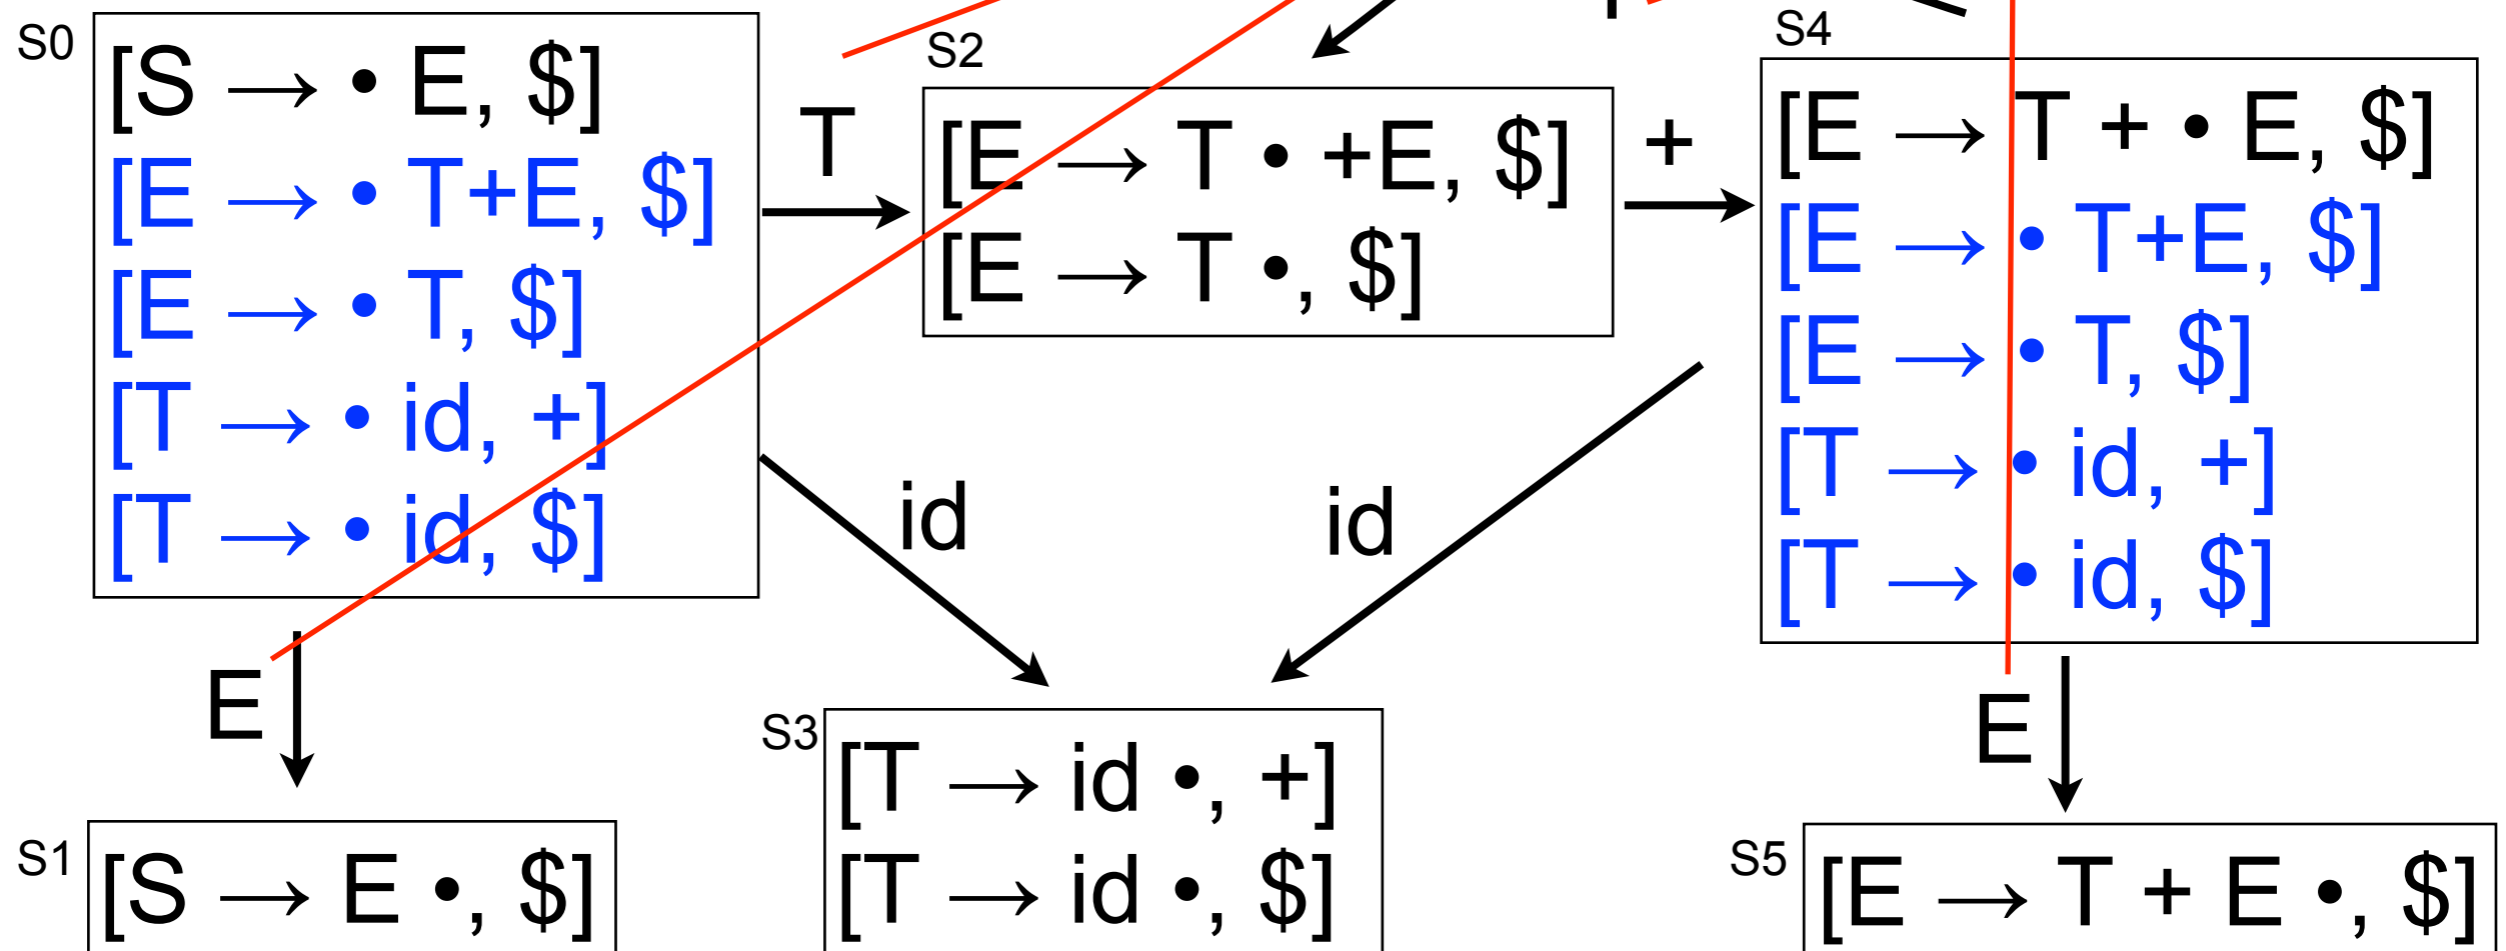 S0
[S → • E, $]
[E → • T+E, $]
[E → • T, $]
[T → • id, +]
[T → • id, $]
T
S2
[E → T • +E, $]
[E → T •, $]
+
S4
[E → T + • E, $]
[E → • T+E, $]
[E → • T, $]
[T → • id, +]
[T → • id, $]
id
id
E
E
S1
[S → E •, $]
S3
[T → id •, +]
[T → id •, $]
S5
[E → T + E •, $]